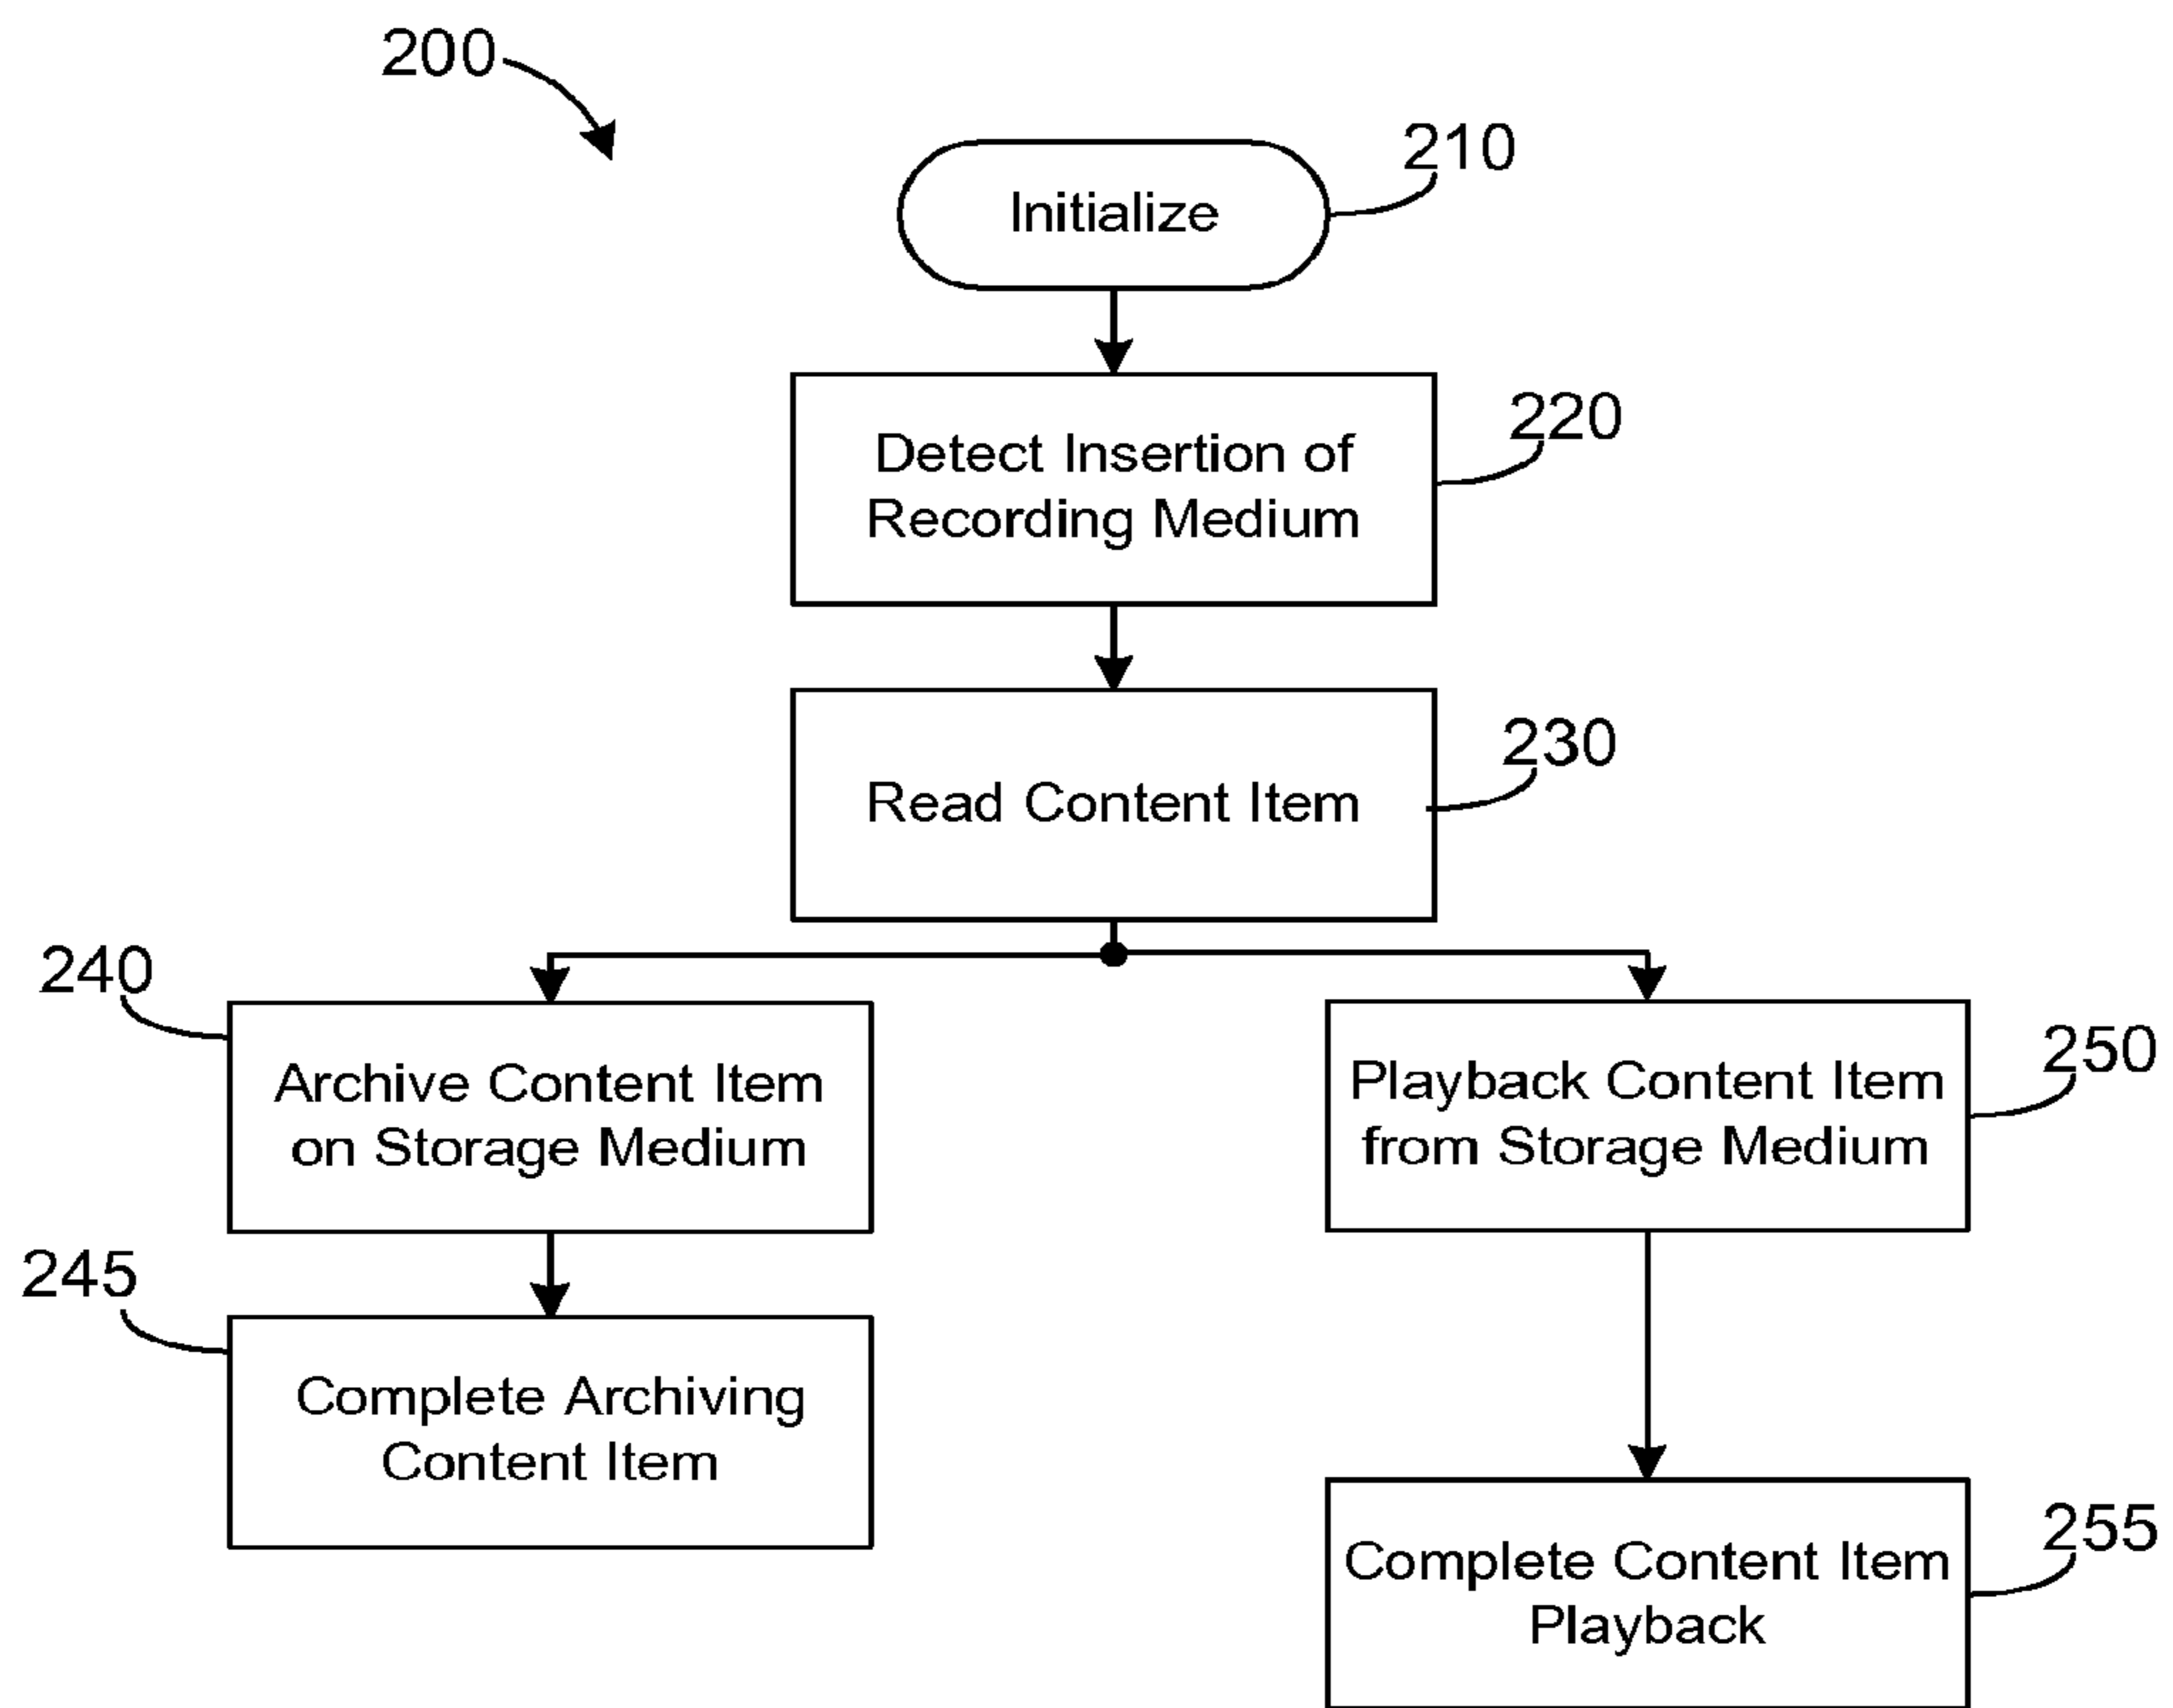 200
210
Initialize
220
Detect Insertion of
Recording Medium
230
Read Content Item
240
Archive Content Item
on Storage Medium
250
Playback Content Item
from Storage Medium
245
Complete Archiving
Content Item
255
Complete Content Item
Playback